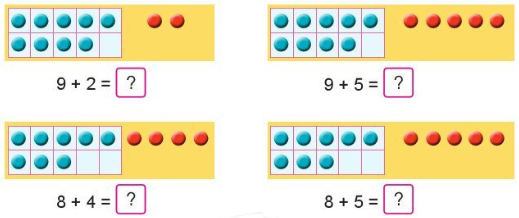 9 + 2 = ?
9 + 5 = ?
8 + 4 = ?
8 + 5 = ?